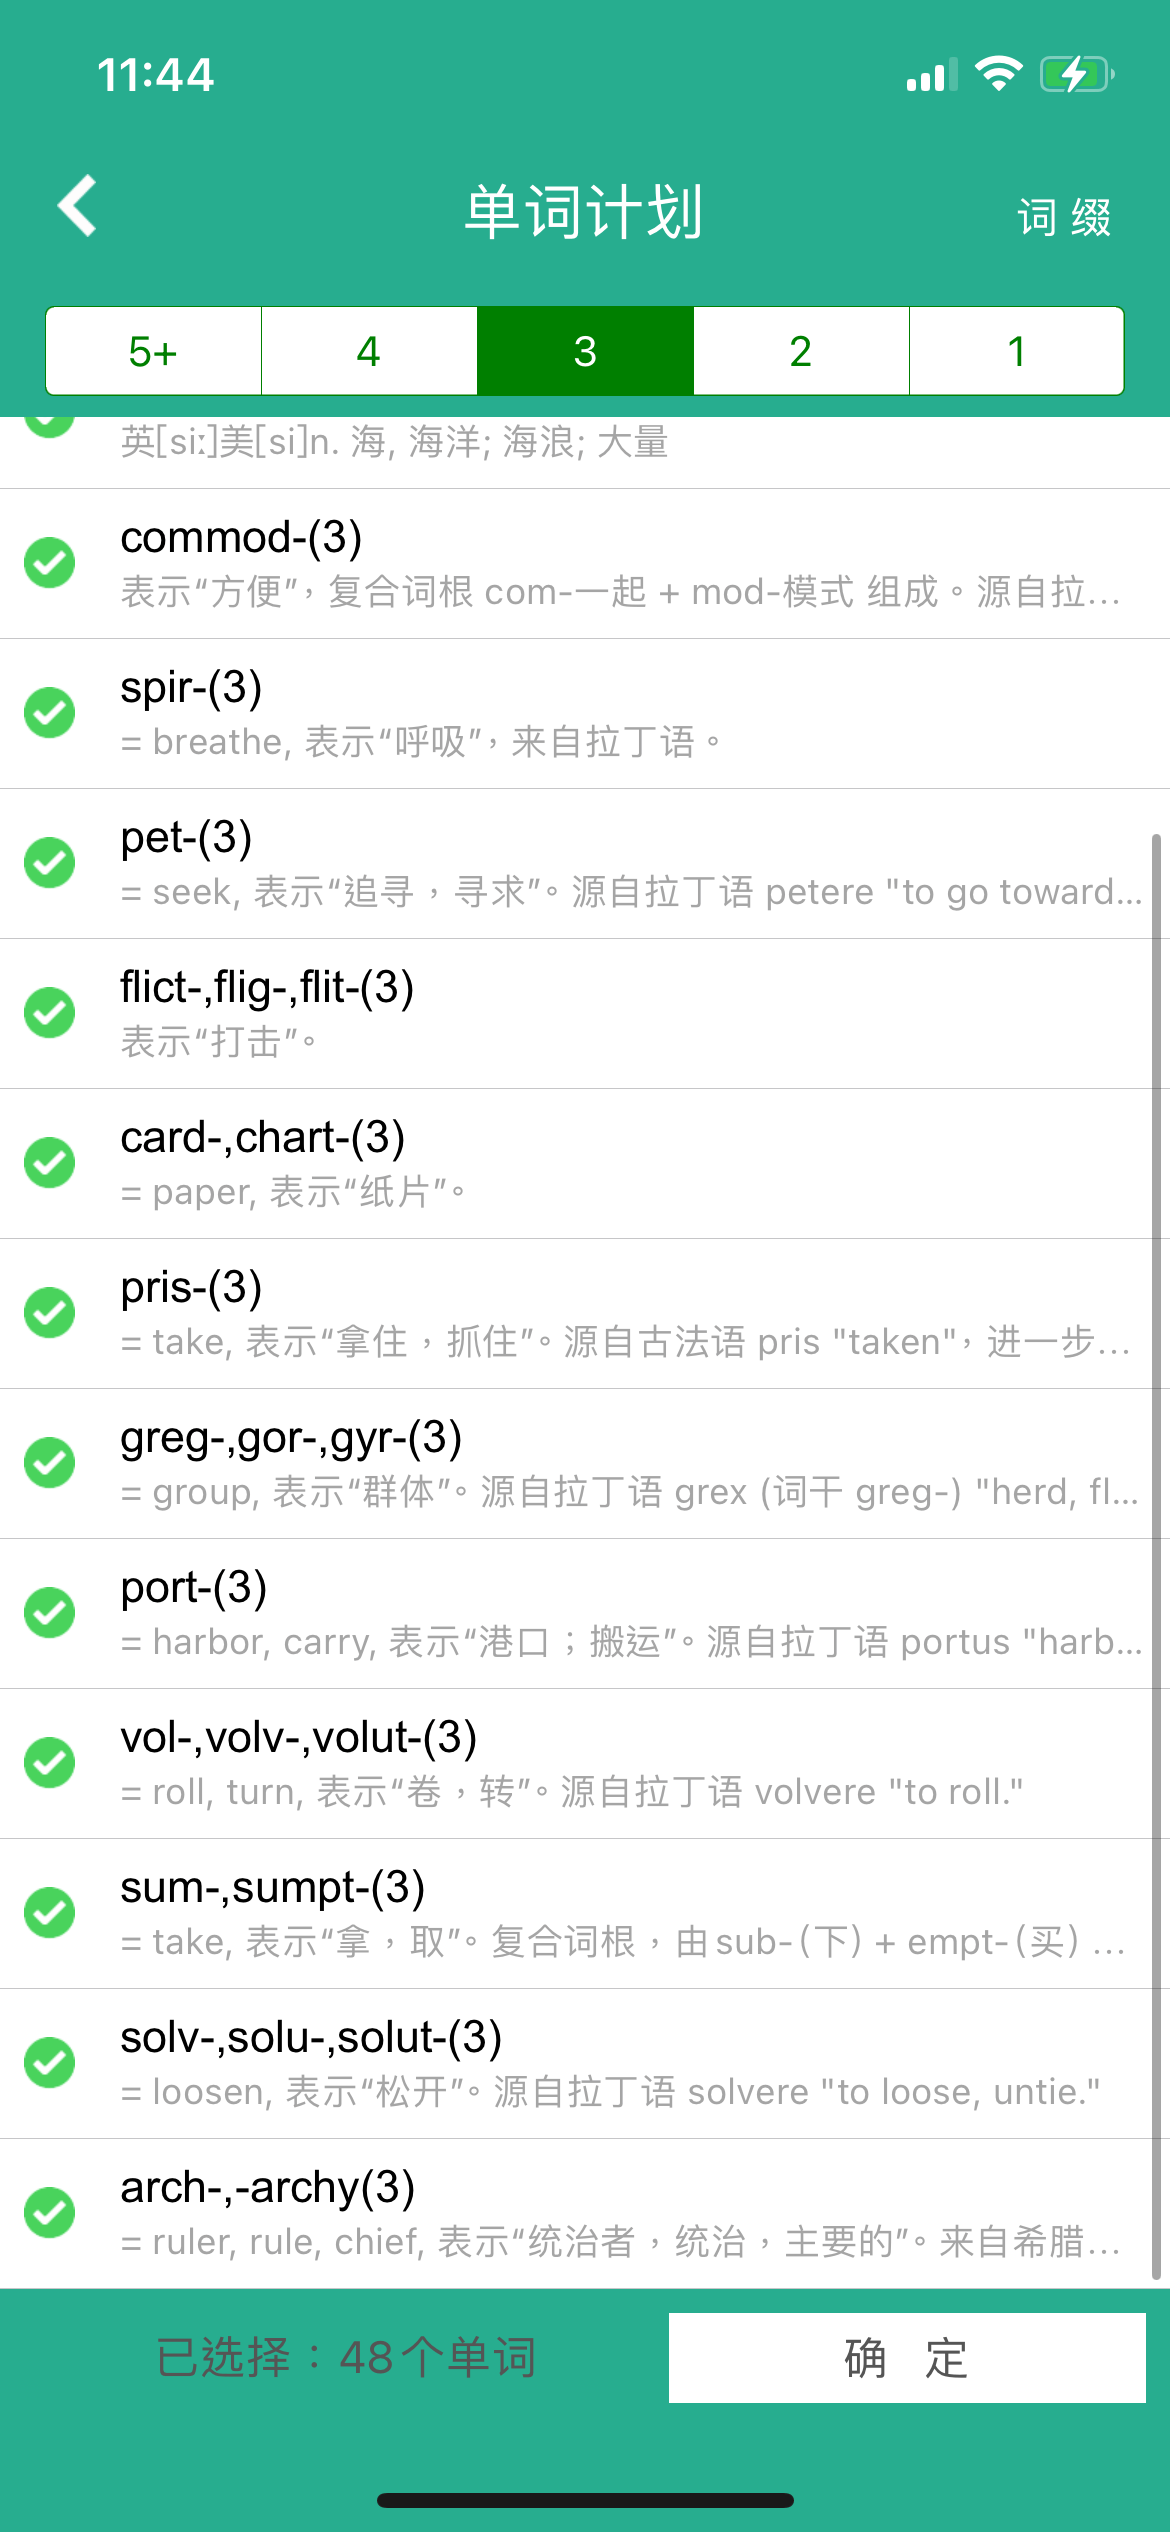 11:44
单词计划
词 缀
5+
4
3
2
1
英[siː]美[si]n. 海, 海洋; 海浪; 大量
commod-(3)
表示“方便”，复合词根 com-一起 + mod-模式 组成。源自拉...
spir-(3)
= breathe, 表示“呼吸”，来自拉丁语。
pet-(3)
= seek, 表示“追寻，寻求”。源自拉丁语 petere "to go toward...
flict-,flig-,flit-(3)
表示“打击”。
card-,chart-(3)
= paper, 表示“纸片”。
pris-(3)
= take, 表示“拿住，抓住”。源自古法语 pris "taken"，进一步...
greg-,gor-,gyr-(3)
= group, 表示“群体”。源自拉丁语 grex (词干 greg-) "herd, fl...
port-(3)
= harbor, carry, 表示“港口；搬运”。源自拉丁语 portus "harb...
vol-,volv-,volut-(3)
= roll, turn, 表示“卷，转”。源自拉丁语 volvere "to roll."
sum-,sumpt-(3)
= take, 表示“拿，取”。复合词根，由sub-（下）+ empt-（买）...
solv-,solu-,solut-(3)
= loosen, 表示“松开”。源自拉丁语 solvere "to loose, untie."
arch-,-archy(3)
= ruler, rule, chief, 表示“统治者，统治，主要的”。来自希腊...
已选择：48个单词
确 定